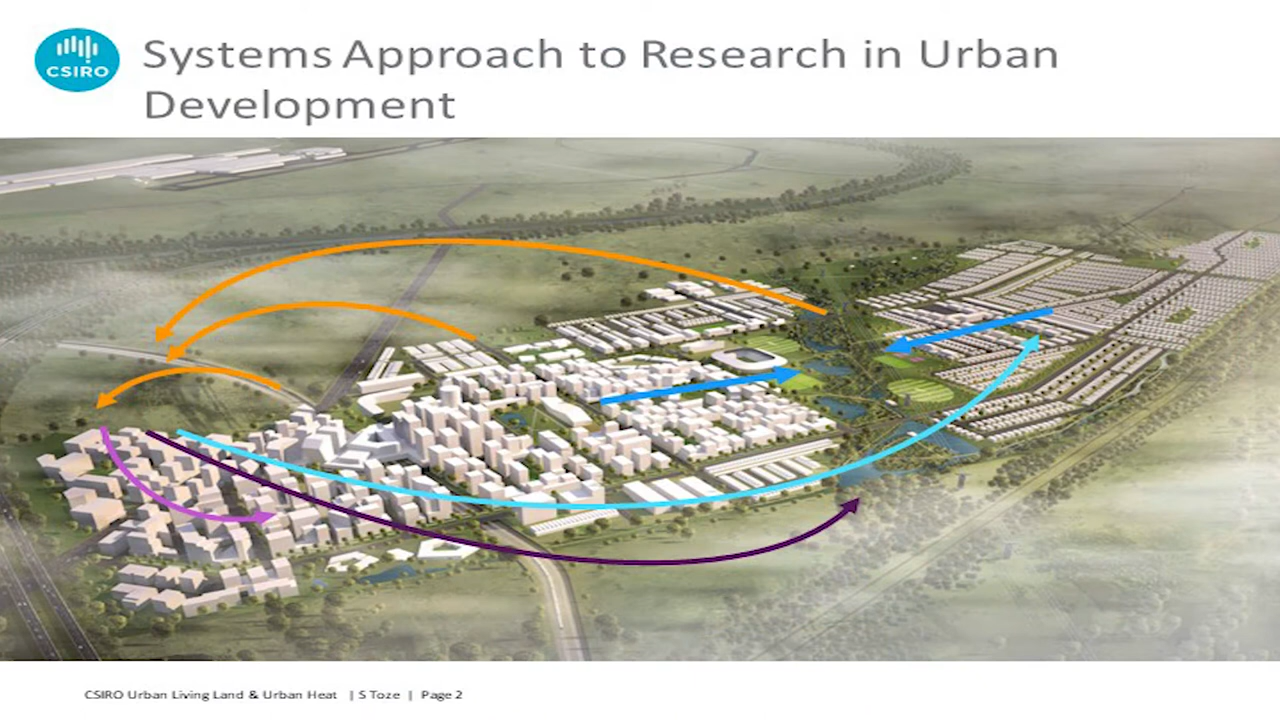 CSIRO
Systems Approach to Research in Urban
Development
CSIRO Urban Living Land & Urban Heat | S Toze | Page 2